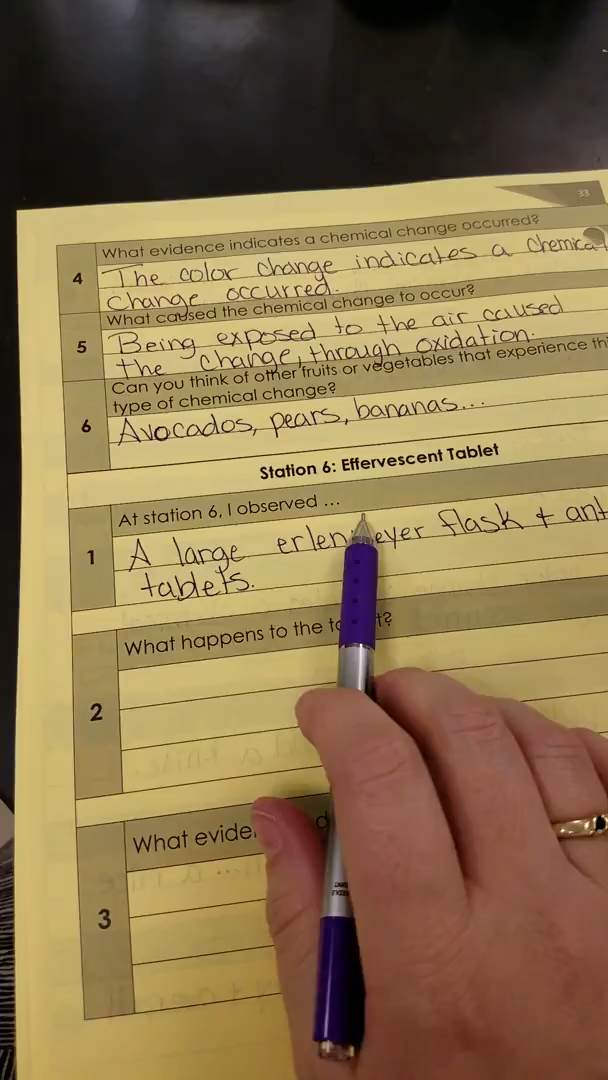 33
What evidence indicates a chemical change occurred?
4
The color change indicates a chemical
change occurred.
What caused the chemical change to occur?
5
Being exposed to the air caused
the change, through oxidation.
Can you think of other fruits or vegetables that experience th
type of chemical change?
6
Avocados, pears, bananas...
Station 6: Effervescent Tablet
At station 6, I observed ...
1
A large erlen eyer flask + ant
tablets.
What happens to the t t?
2
What evide
3